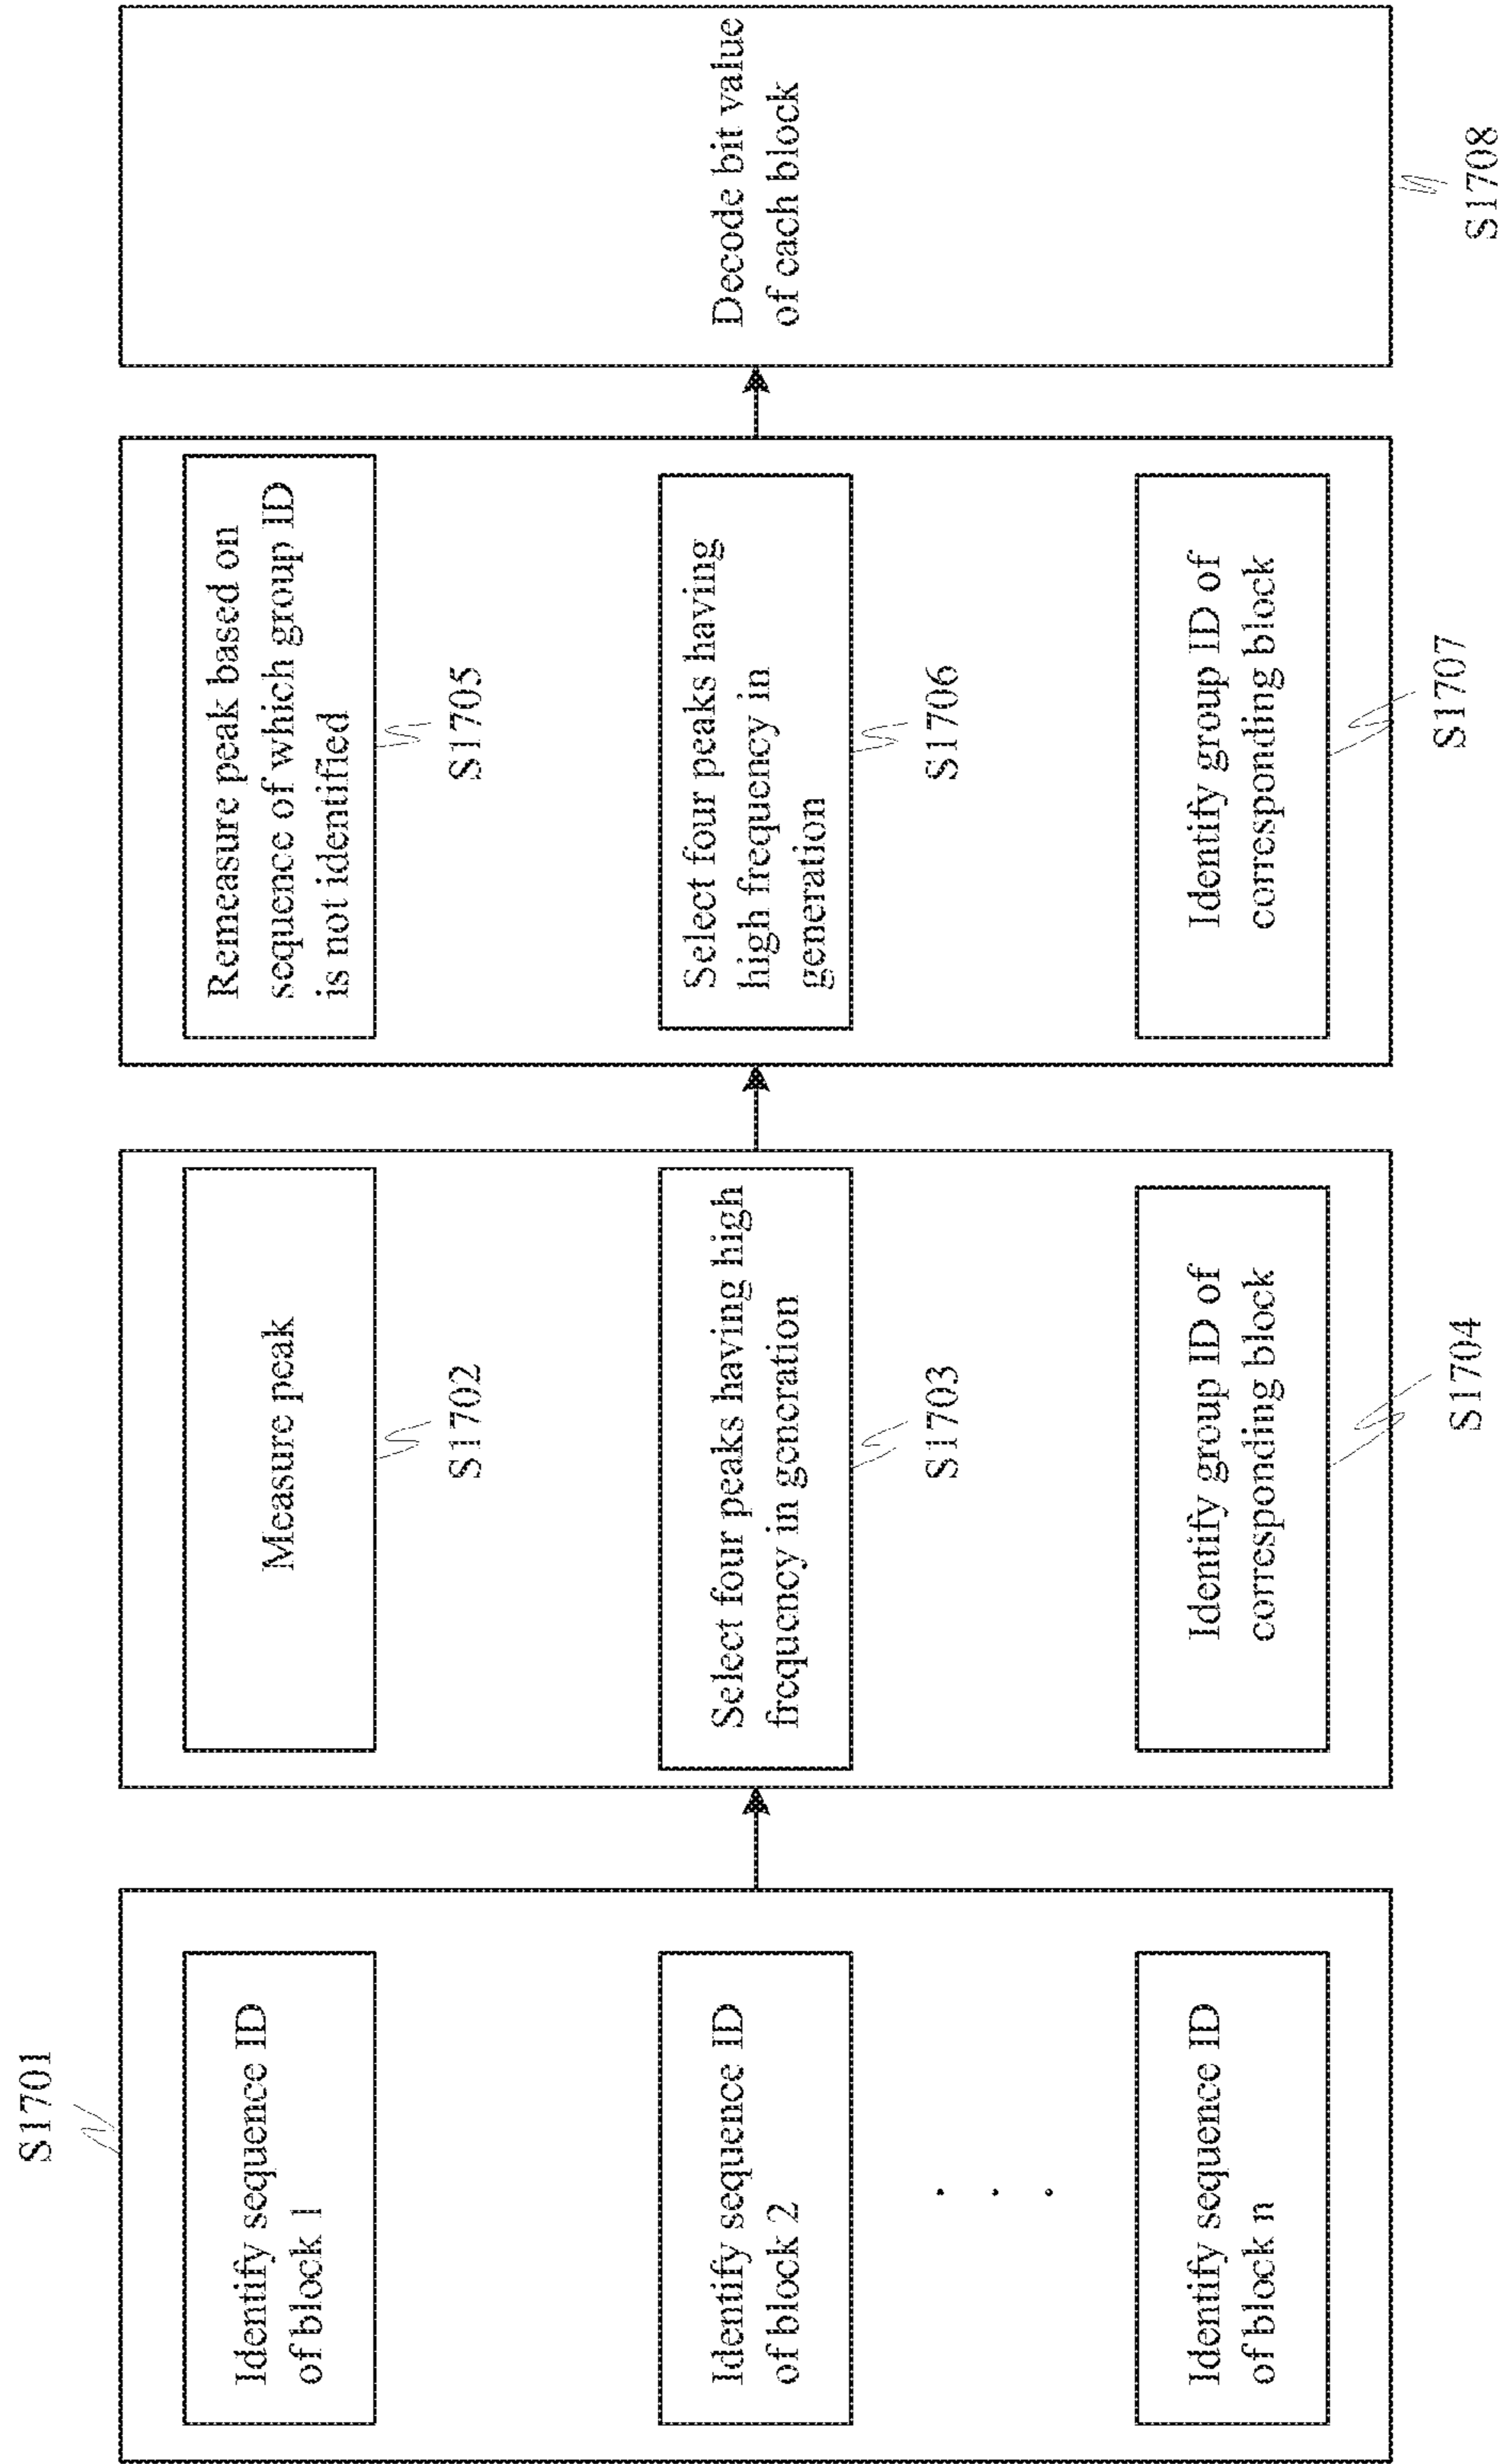 S1701
Identify sequence ID
of block 1
Identify sequence ID
of block 2
. . .
Identify sequence ID
of block n
Measure peak
S1702
Select four peaks having high
frequency in generation
S1703
Identify group ID of
corresponding block
S1704
Remeasure peak based on
sequence of which group ID
is not identified
S1705
Select four peaks having
high frequency in
generation
S1706
Identify group ID of
corresponding block
S1707
Decode bit value
of each block
S1708